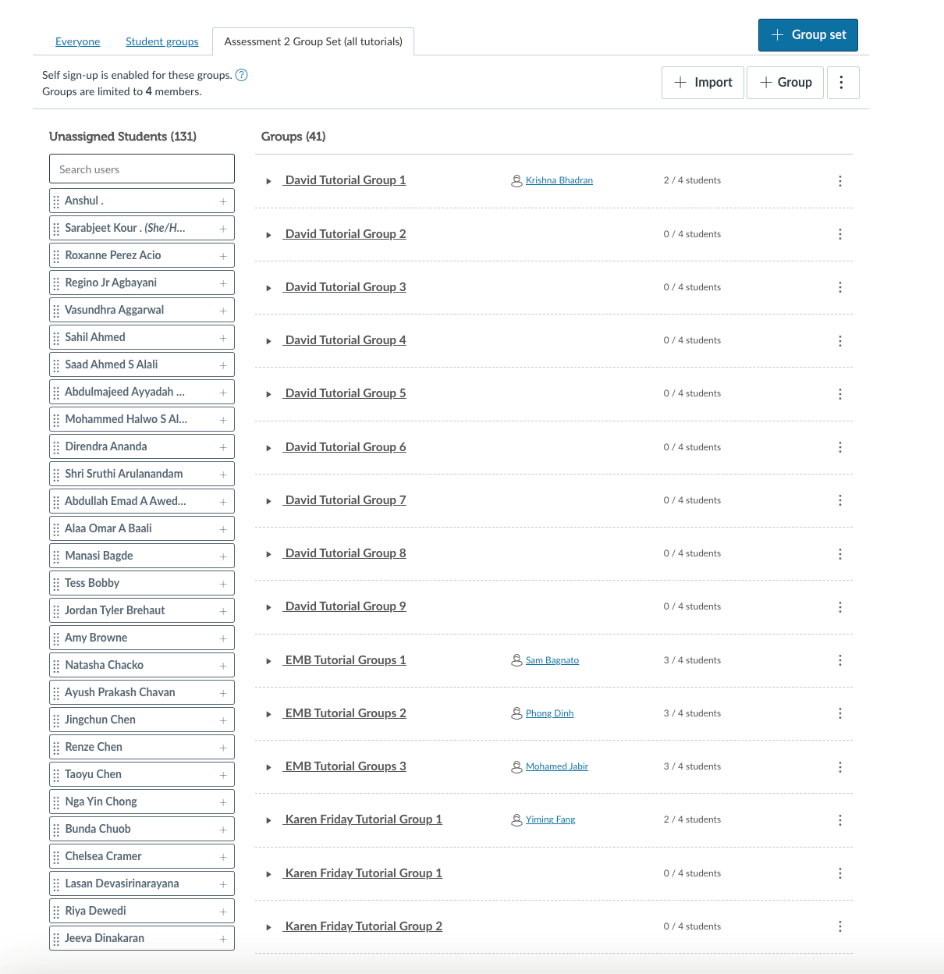 Everyone
Student groups
Assessment 2 Group Set (all tutorials)
+ Group set
Self sign-up is enabled for these groups. ?
Groups are limited to 4 members.
+ Import
+ Group
Unassigned Students (131)
Search users
Anshul .
Sarabjeet Kour . (She/H...
Roxanne Perez Acio
Regino Jr Agbayani
Vasundhra Aggarwal
Sahil Ahmed
Saad Ahmed S Alali
Abdulmajeed Ayyadah ...
Mohammed Halwo S Al...
Direndra Ananda
Shri Sruthi Arulanandam
Abdullah Emad A Awed...
Alaa Omar A Baali
Manasi Bagde
Tess Bobby
Jordan Tyler Brehaut
Amy Browne
Natasha Chacko
Ayush Prakash Chavan
Jingchun Chen
Renze Chen
Taoyu Chen
Nga Yin Chong
Bunda Chuob
Chelsea Cramer
Lasan Devasirinarayana
Riya Dewedi
Jeeva Dinakaran
Groups (41)
David Tutorial Group 1 Krishna Bhadran 2 / 4 students
David Tutorial Group 2 0 / 4 students
David Tutorial Group 3 0 / 4 students
David Tutorial Group 4 0 / 4 students
David Tutorial Group 5 0 / 4 students
David Tutorial Group 6 0 / 4 students
David Tutorial Group 7 0 / 4 students
David Tutorial Group 8 0 / 4 students
David Tutorial Group 9 0 / 4 students
EMB Tutorial Groups 1 Sam Bagnato 3 / 4 students
EMB Tutorial Groups 2 Phong Dinh 3 / 4 students
EMB Tutorial Groups 3 Mohamed Jabir 3 / 4 students
Karen Friday Tutorial Group 1 Yiming Fang 2 / 4 students
Karen Friday Tutorial Group 1 0 / 4 students
Karen Friday Tutorial Group 2 0 / 4 students